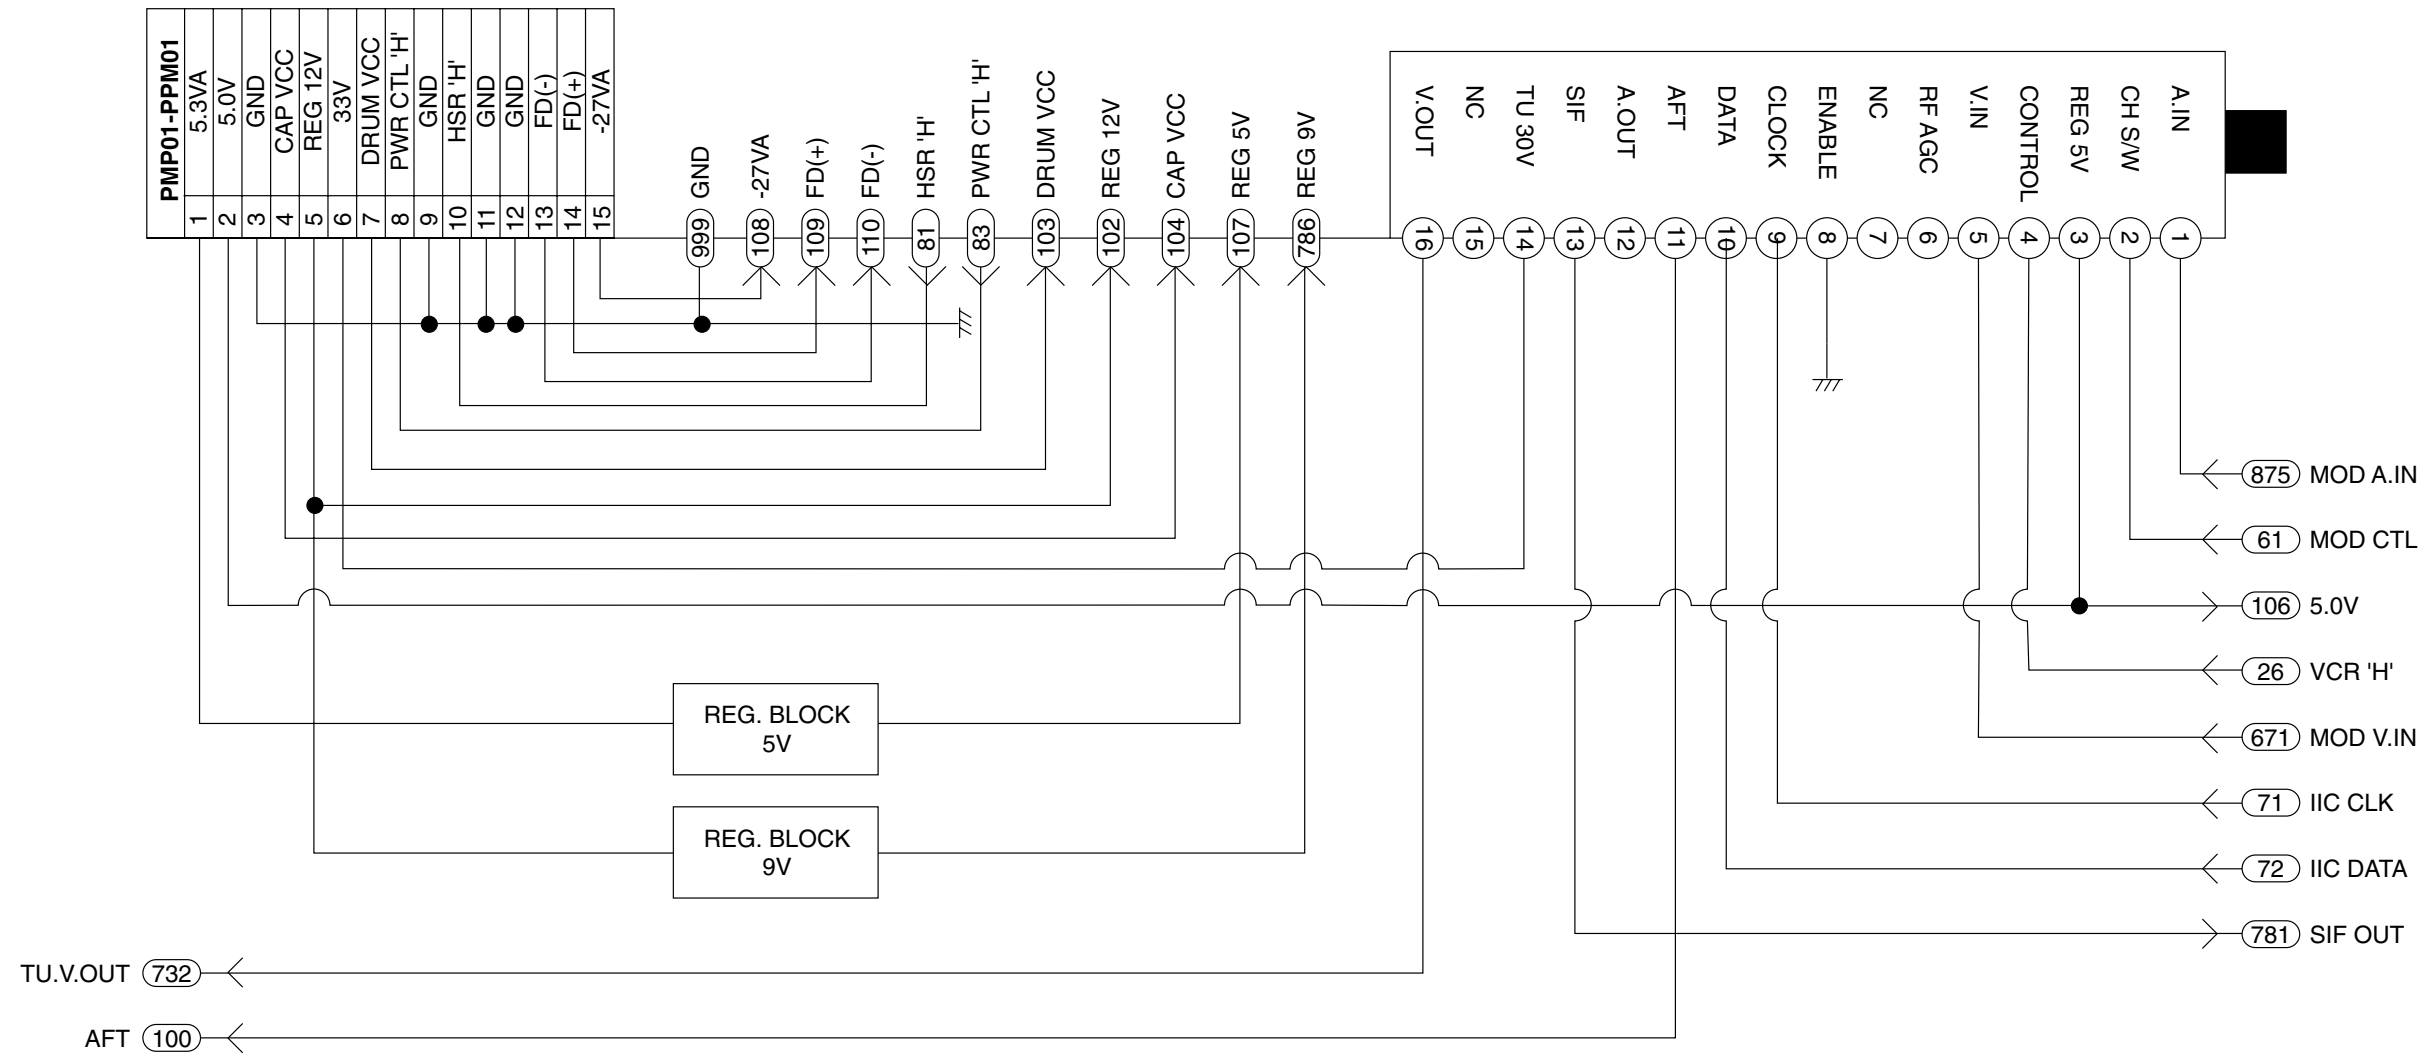 PMP01-PPM01
5.3VA
5.0V
GND
CAP VCC
REG 12V
33V
DRUM VCC
PWR CTL 'H'
GND
HSR 'H'
GND
GND
FD(-)
FD(+)
-27VA
1
2
3
4
5
6
7
8
9
10
11
12
13
14
15
GND
-27VA
FD(+)
FD(-)
HSR 'H'
PWR CTL 'H'
DRUM VCC
REG 12V
CAP VCC
REG 5V
REG 9V
999
108
109
110
81
83
103
102
104
107
786
V.OUT
NC
TU 30V
SIF
A.OUT
AFT
DATA
CLOCK
ENABLE
NC
RF AGC
V.IN
CONTROL
REG 5V
CH S/W
A.IN
16
15
14
13
12
11
10
9
8
7
6
5
4
3
2
1
875 MOD A.IN
61 MOD CTL
106 5.0V
26 VCR 'H'
671 MOD V.IN
71 IIC CLK
72 IIC DATA
781 SIF OUT
REG. BLOCK
5V
REG. BLOCK
9V
TU.V.OUT 732
AFT 100